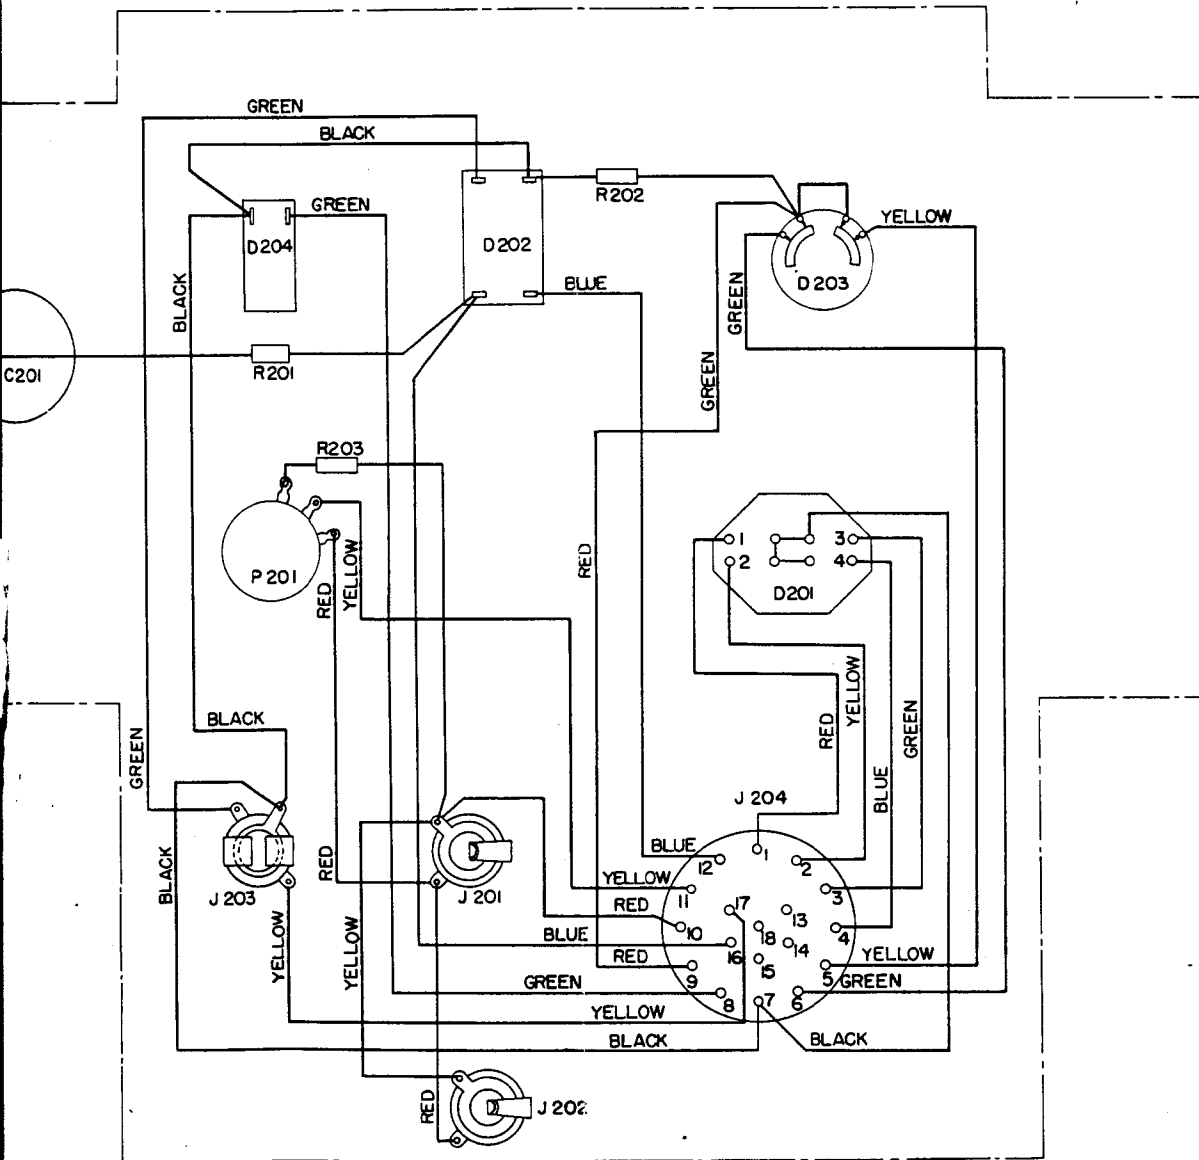 GREEN
BLACK
R202
YELLOW
GREEN
D204
D202
D203
BLUE
BLACK
GREEN
C201
R201
GREEN
R203
P201
RED
YELLOW
RED
1
2
3
4
D201
YELLOW
RED
GREEN
BLUE
BLACK
GREEN
J204
BLACK
J203
RED
J201
BLUE
YELLOW
RED
BLUE
RED
GREEN
YELLOW
BLACK
YELLOW
YELLOW
12
1
2
11
3
17
13
10
18
4
16
14
15
9
5
8
7
6
YELLOW
GREEN
BLACK
RED
J202